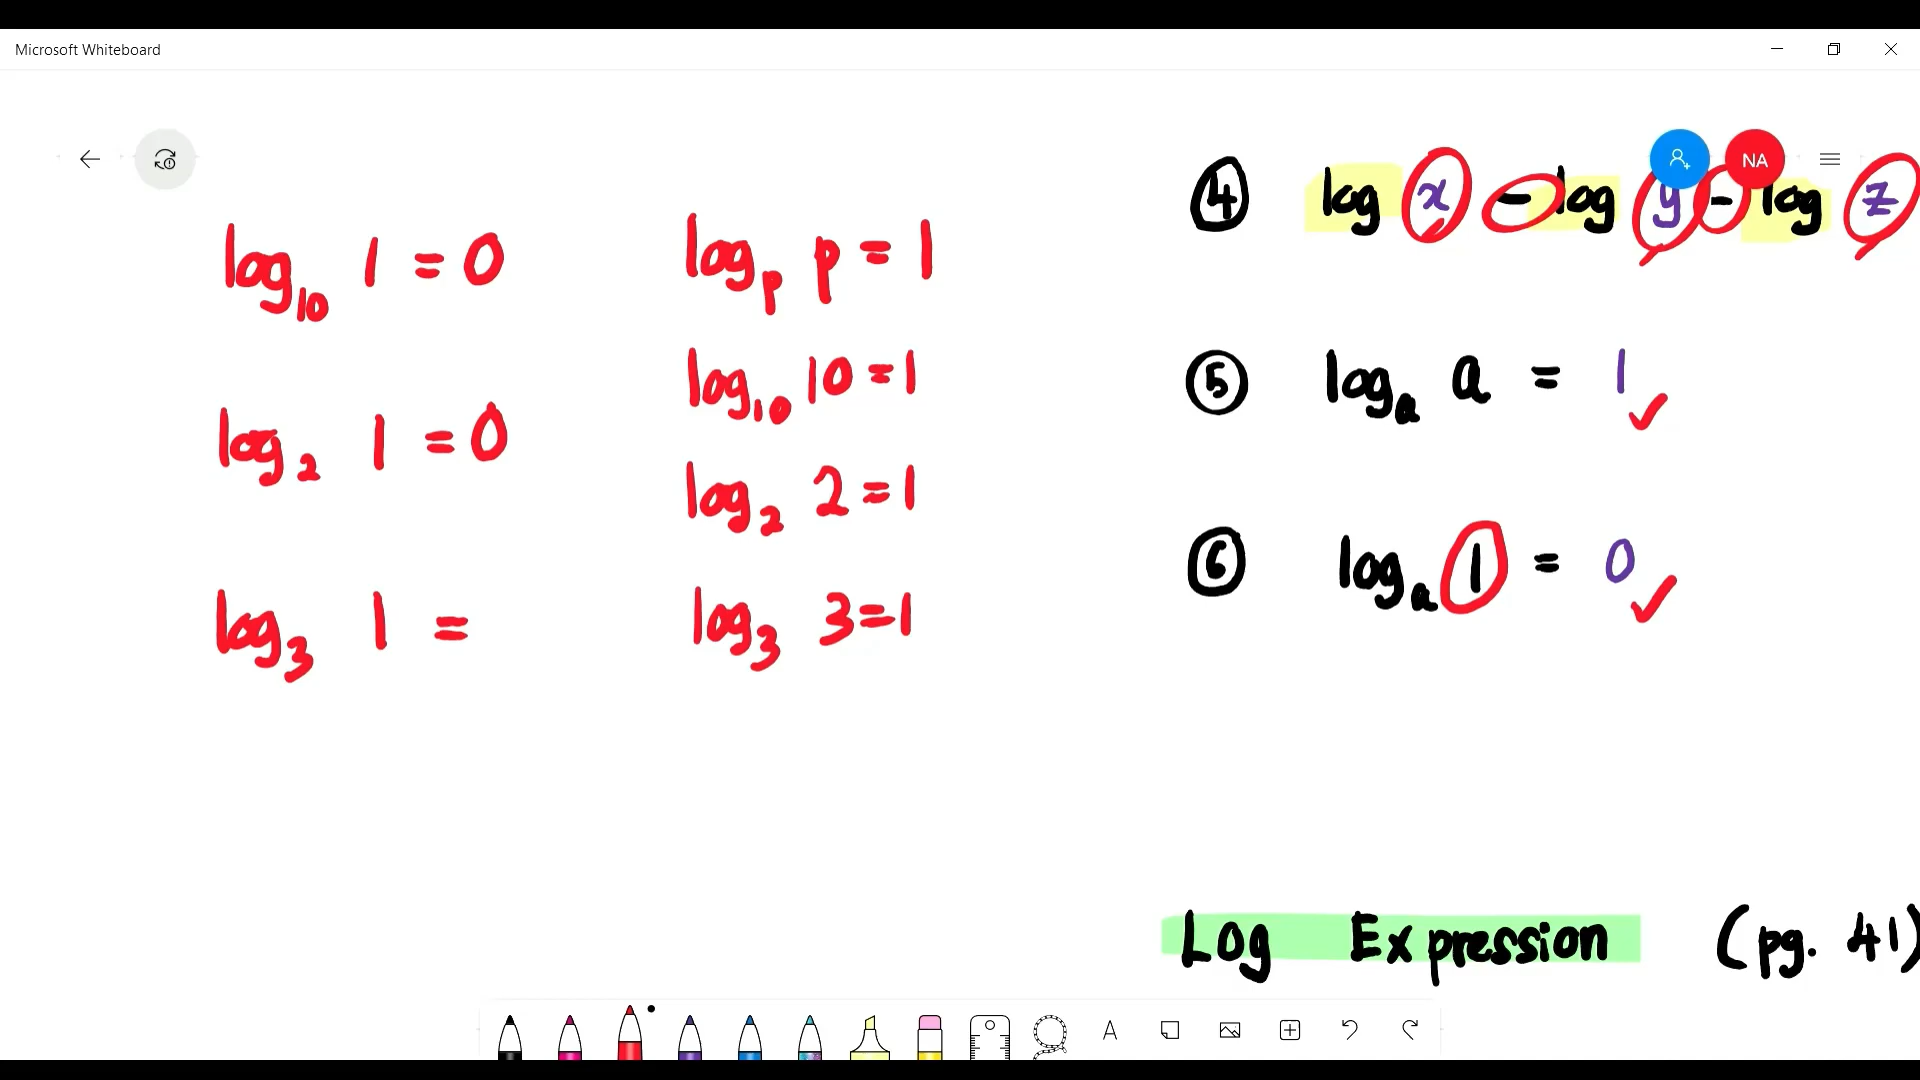 Microsoft Whiteboard
NA
log₁₀ 1 = 0
log₂ 1 = 0
log₃ 1 =
logₚ p = 1
log₁₀ 10 = 1
log₂ 2 = 1
log₃ 3 = 1
④ log x - log y - log z
⑤ logₐ a = 1 ✓
⑥ logₐ 1 = 0 ✓
Log Expression (pg. 41)
A